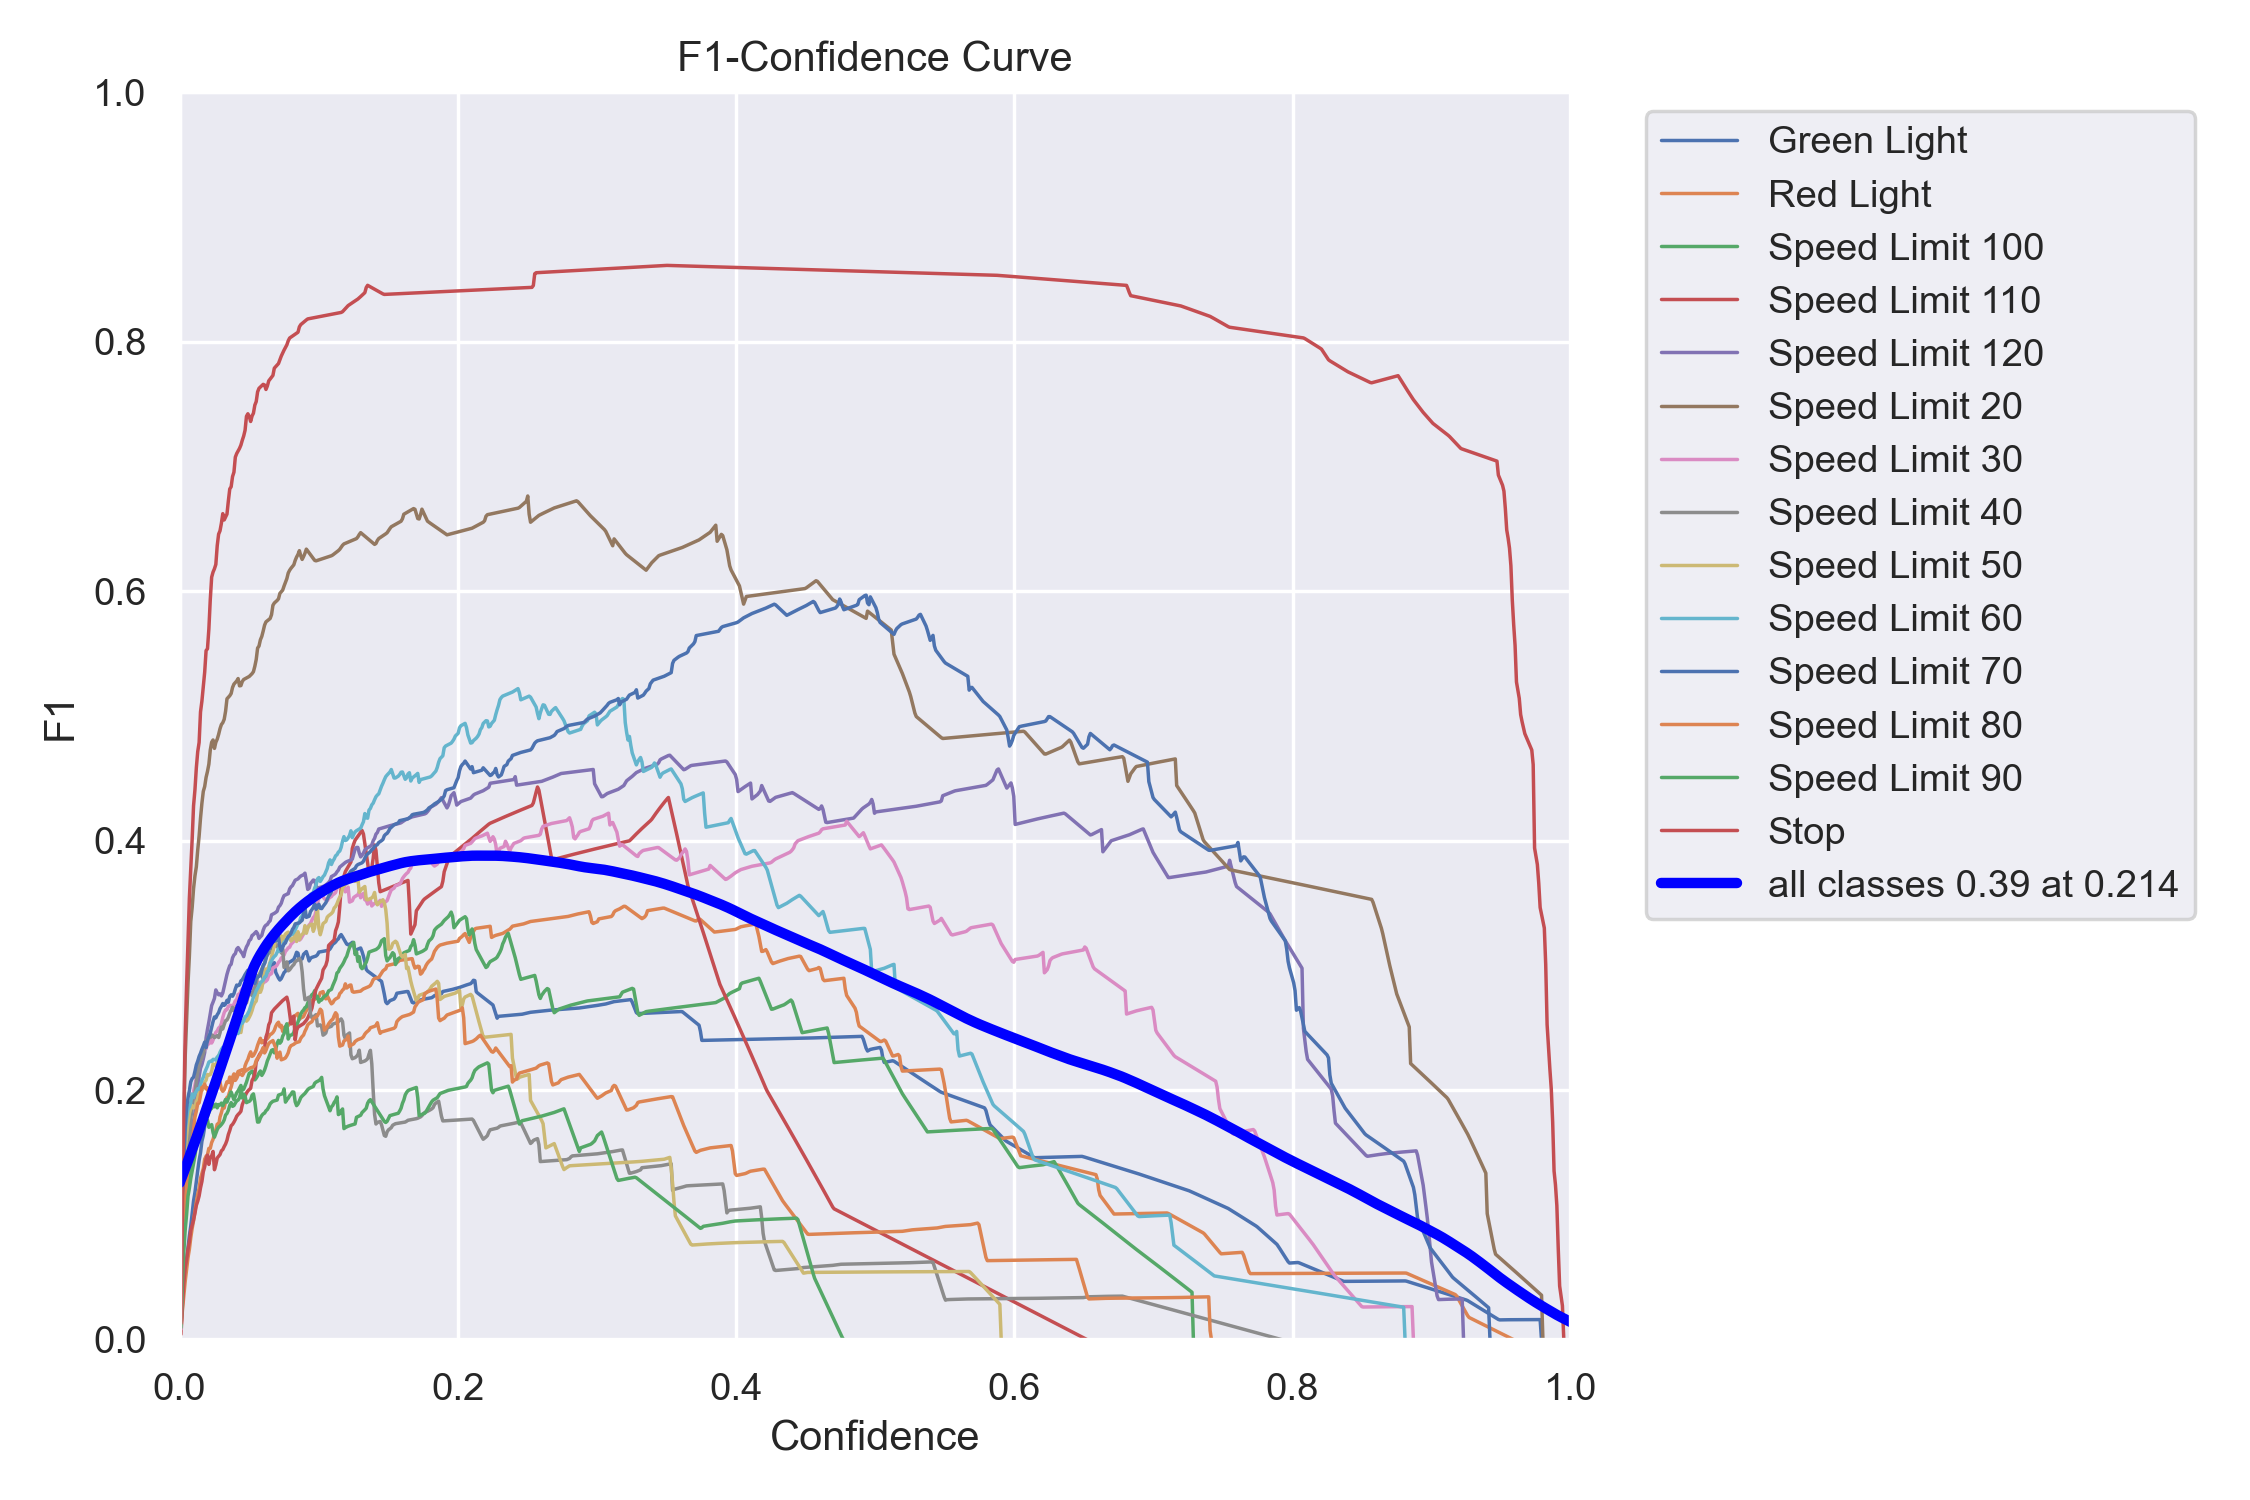 F1-Confidence Curve
1.0
0.8
0.6
0.4
0.2
0.0
F1
0.0 0.2 0.4 0.6 0.8 1.0
Confidence
Green Light
Red Light
Speed Limit 100
Speed Limit 110
Speed Limit 120
Speed Limit 20
Speed Limit 30
Speed Limit 40
Speed Limit 50
Speed Limit 60
Speed Limit 70
Speed Limit 80
Speed Limit 90
Stop
all classes 0.39 at 0.214